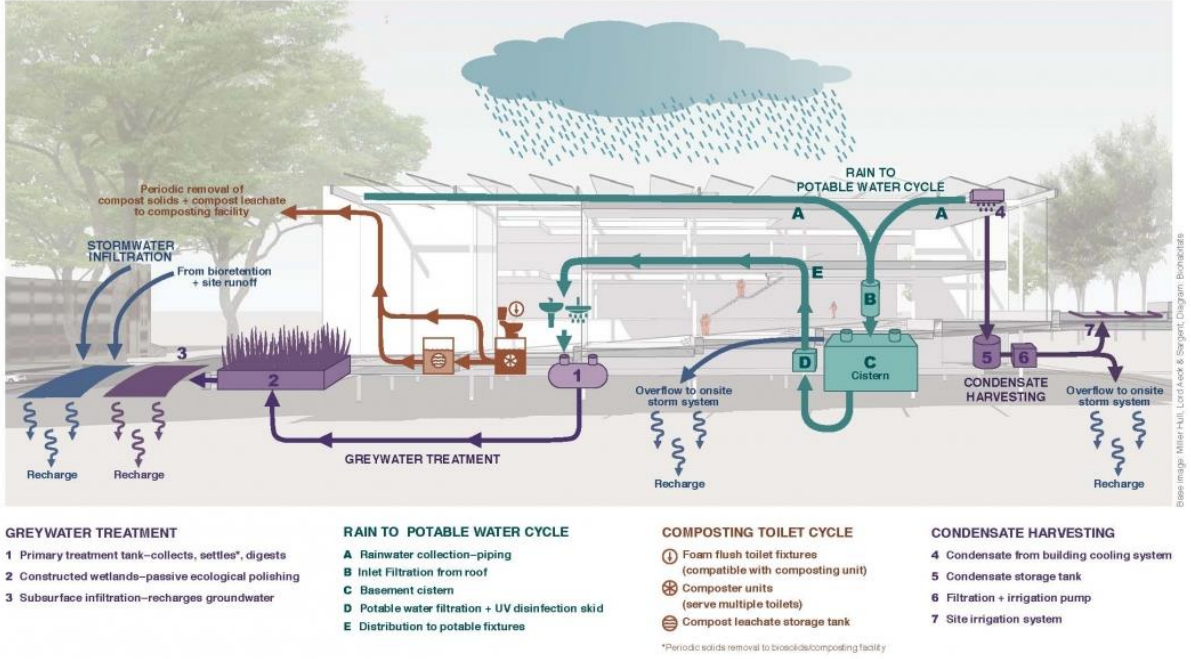 RAIN TO
POTABLE WATER CYCLE
A
A
4
Periodic removal of
compost solids + compost leachate
to composting facility
STORMWATER
INFILTRATION
From bioretention
+ site runoff
E
B
3
2
1
D
C
Cistern
5
6
7
CONDENSATE
HARVESTING
Overflow to onsite
storm system
Overflow to onsite
storm system
GREYWATER TREATMENT
Recharge
Recharge
Recharge
Recharge
Base image: Miller Hull, Lord Aeck & Sargent; Diagram: Biohabitats
GREYWATER TREATMENT
1 Primary treatment tank–collects, settles*, digests
2 Constructed wetlands–passive ecological polishing
3 Subsurface infiltration–recharges groundwater
RAIN TO POTABLE WATER CYCLE
A Rainwater collection–piping
B Inlet Filtration from roof
C Basement cistern
D Potable water filtration + UV disinfection skid
E Distribution to potable fixtures
COMPOSTING TOILET CYCLE
Foam flush toilet fixtures
(compatible with composting unit)
Composter units
(serve multiple toilets)
Compost leachate storage tank
*Periodic solids removal to biosolids/composting facility
CONDENSATE HARVESTING
4 Condensate from building cooling system
5 Condensate storage tank
6 Filtration + irrigation pump
7 Site irrigation system